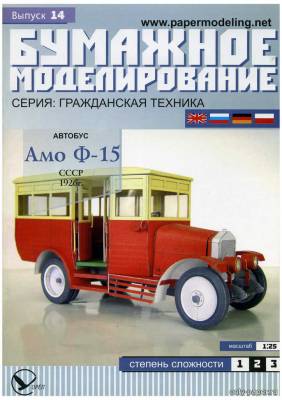 www.papermodeling.net
Выпуск 14
БУМАЖНОЕ
МОДЕЛИРОВАНИЕ
СЕРИЯ: ГРАЖДАНСКАЯ ТЕХНИКА
АВТОБУС
Амо Ф-15
СССР
1926г.
масштаб 1:25
СТЕПЕНЬ СЛОЖНОСТИ 1 2 3
ОРЕЛ